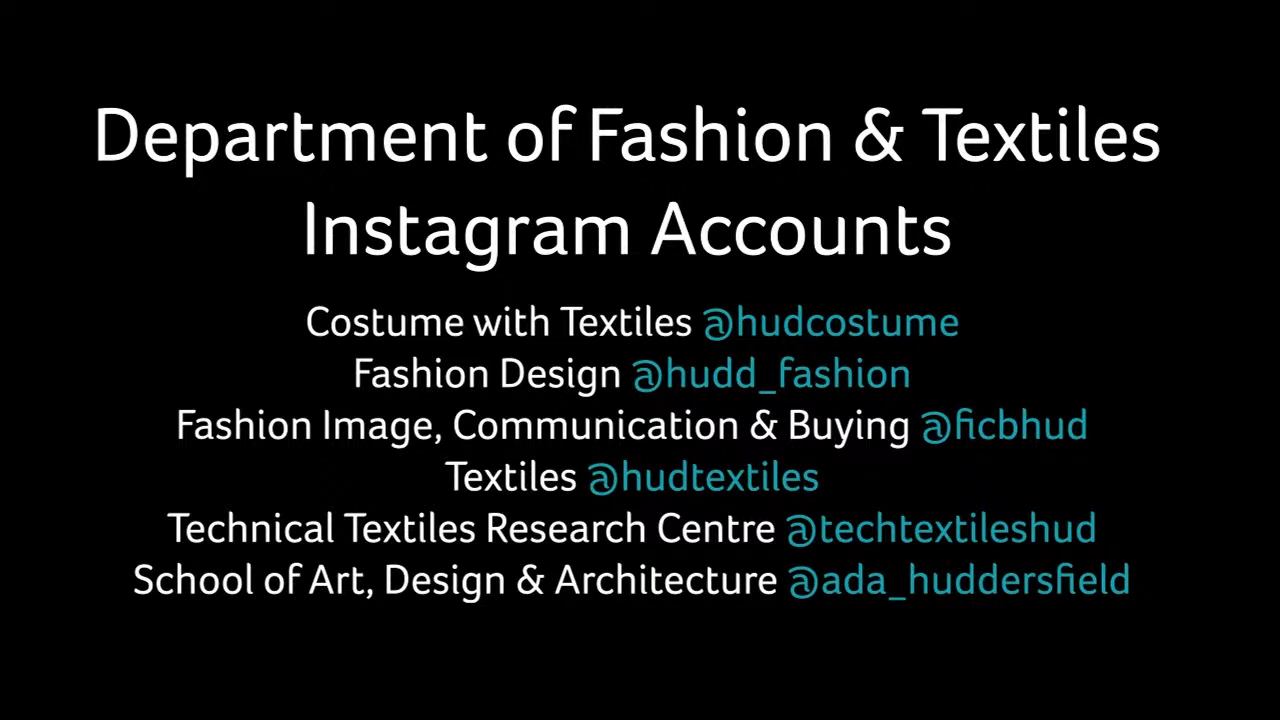 Department of Fashion & Textiles
Instagram Accounts
Costume with Textiles @hudcostume
Fashion Design @hudd_fashion
Fashion Image, Communication & Buying @ficbhud
Textiles @hudtextiles
Technical Textiles Research Centre @techtextileshud
School of Art, Design & Architecture @ada_huddersfield